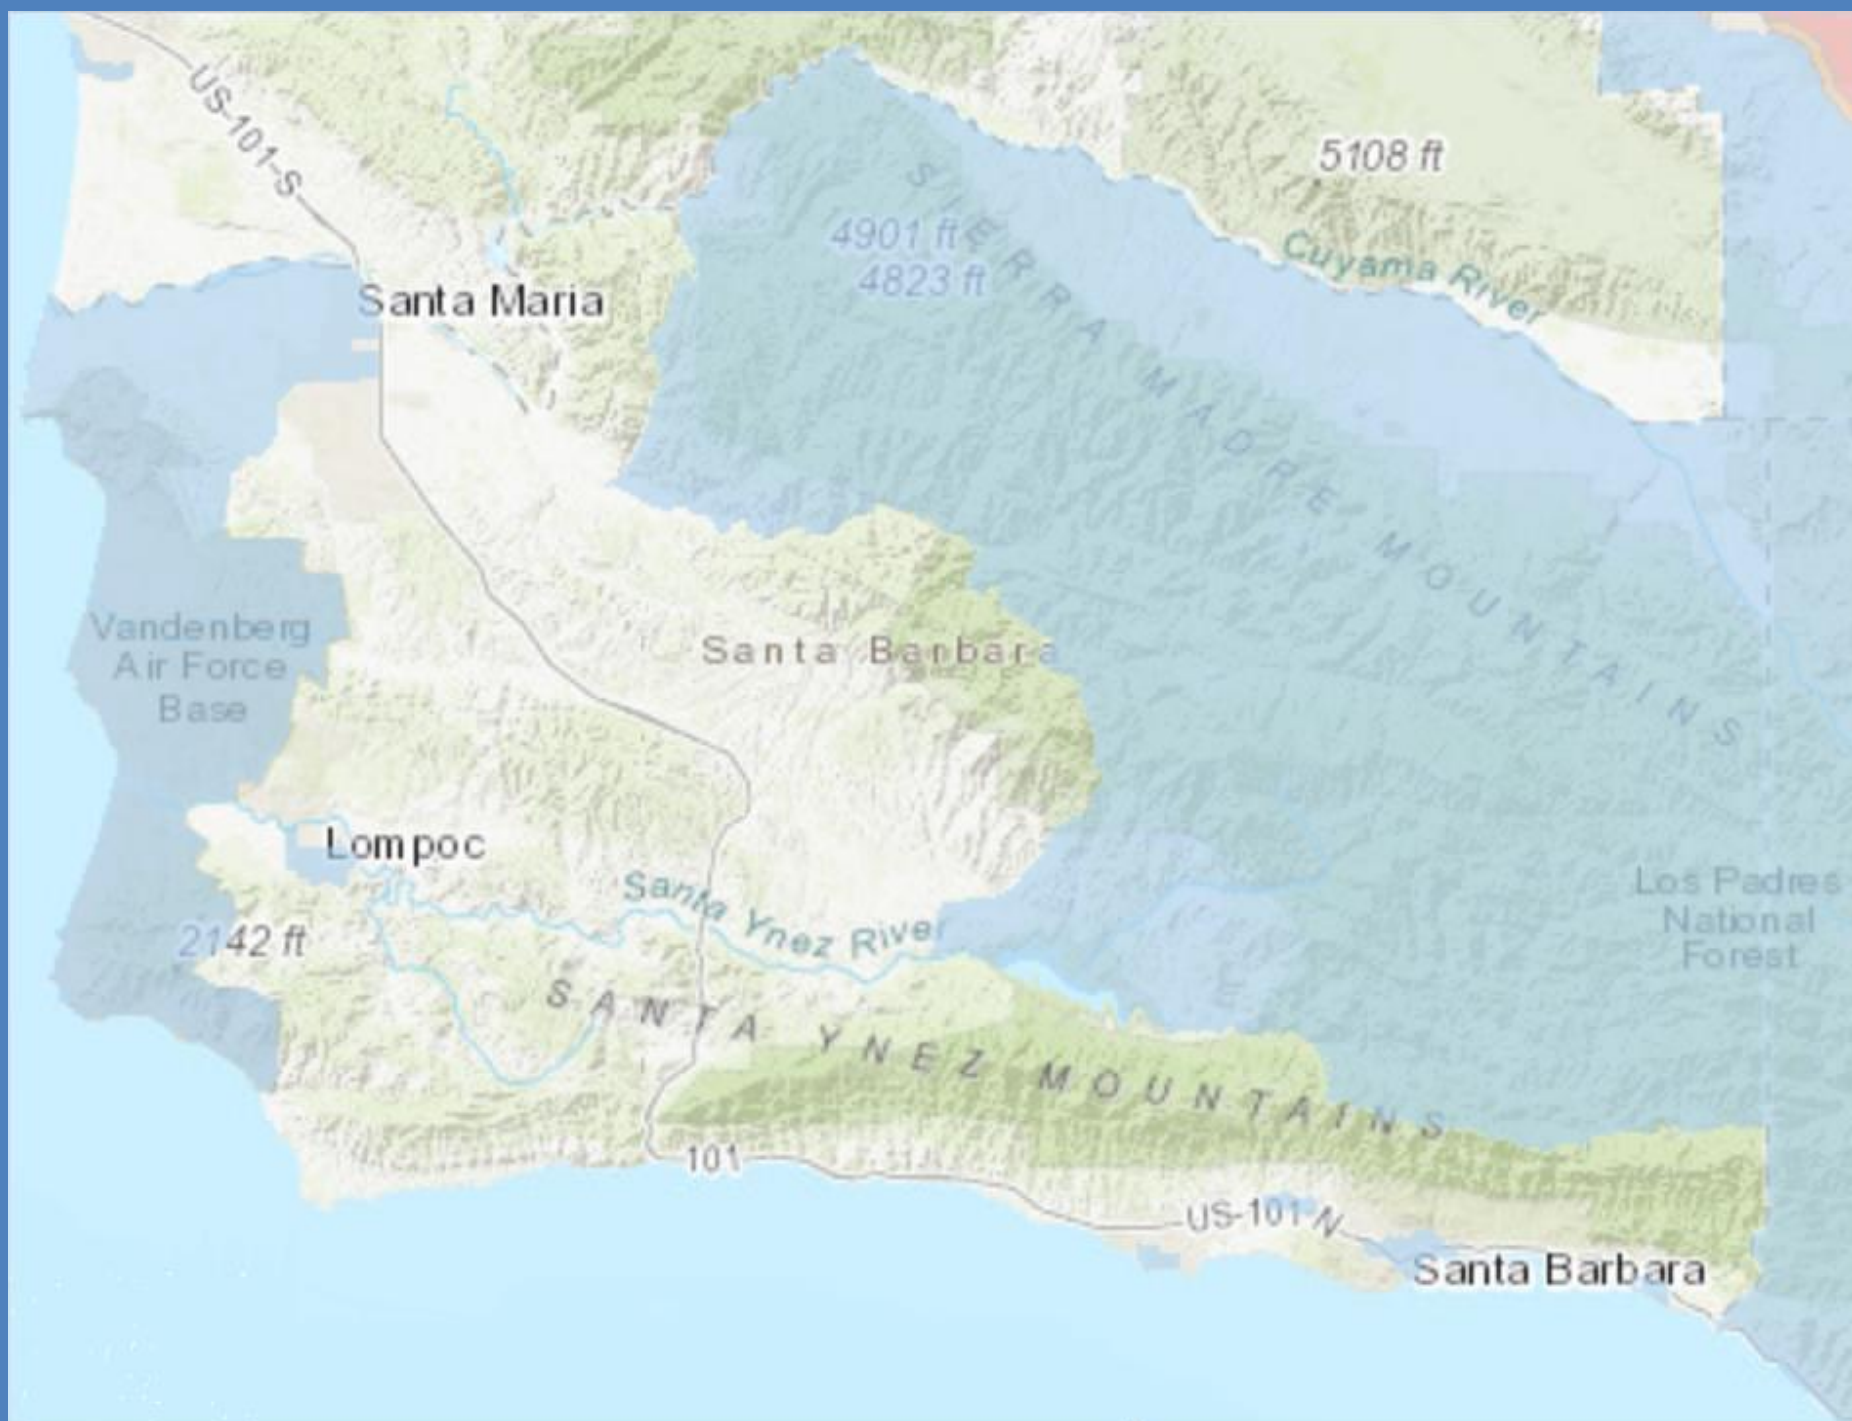 US-101-S
5108 ft
SIERRA MADRE MOUNTAINS
4901 ft
4823 ft
Cuyama River
Santa Maria
Vandenberg
Air Force
Base
Santa Barbara
Lompoc
Santa Ynez River
Los Padres
National
Forest
2142 ft
SANTA YNEZ MOUNTAINS
101
US-101 N
Santa Barbara